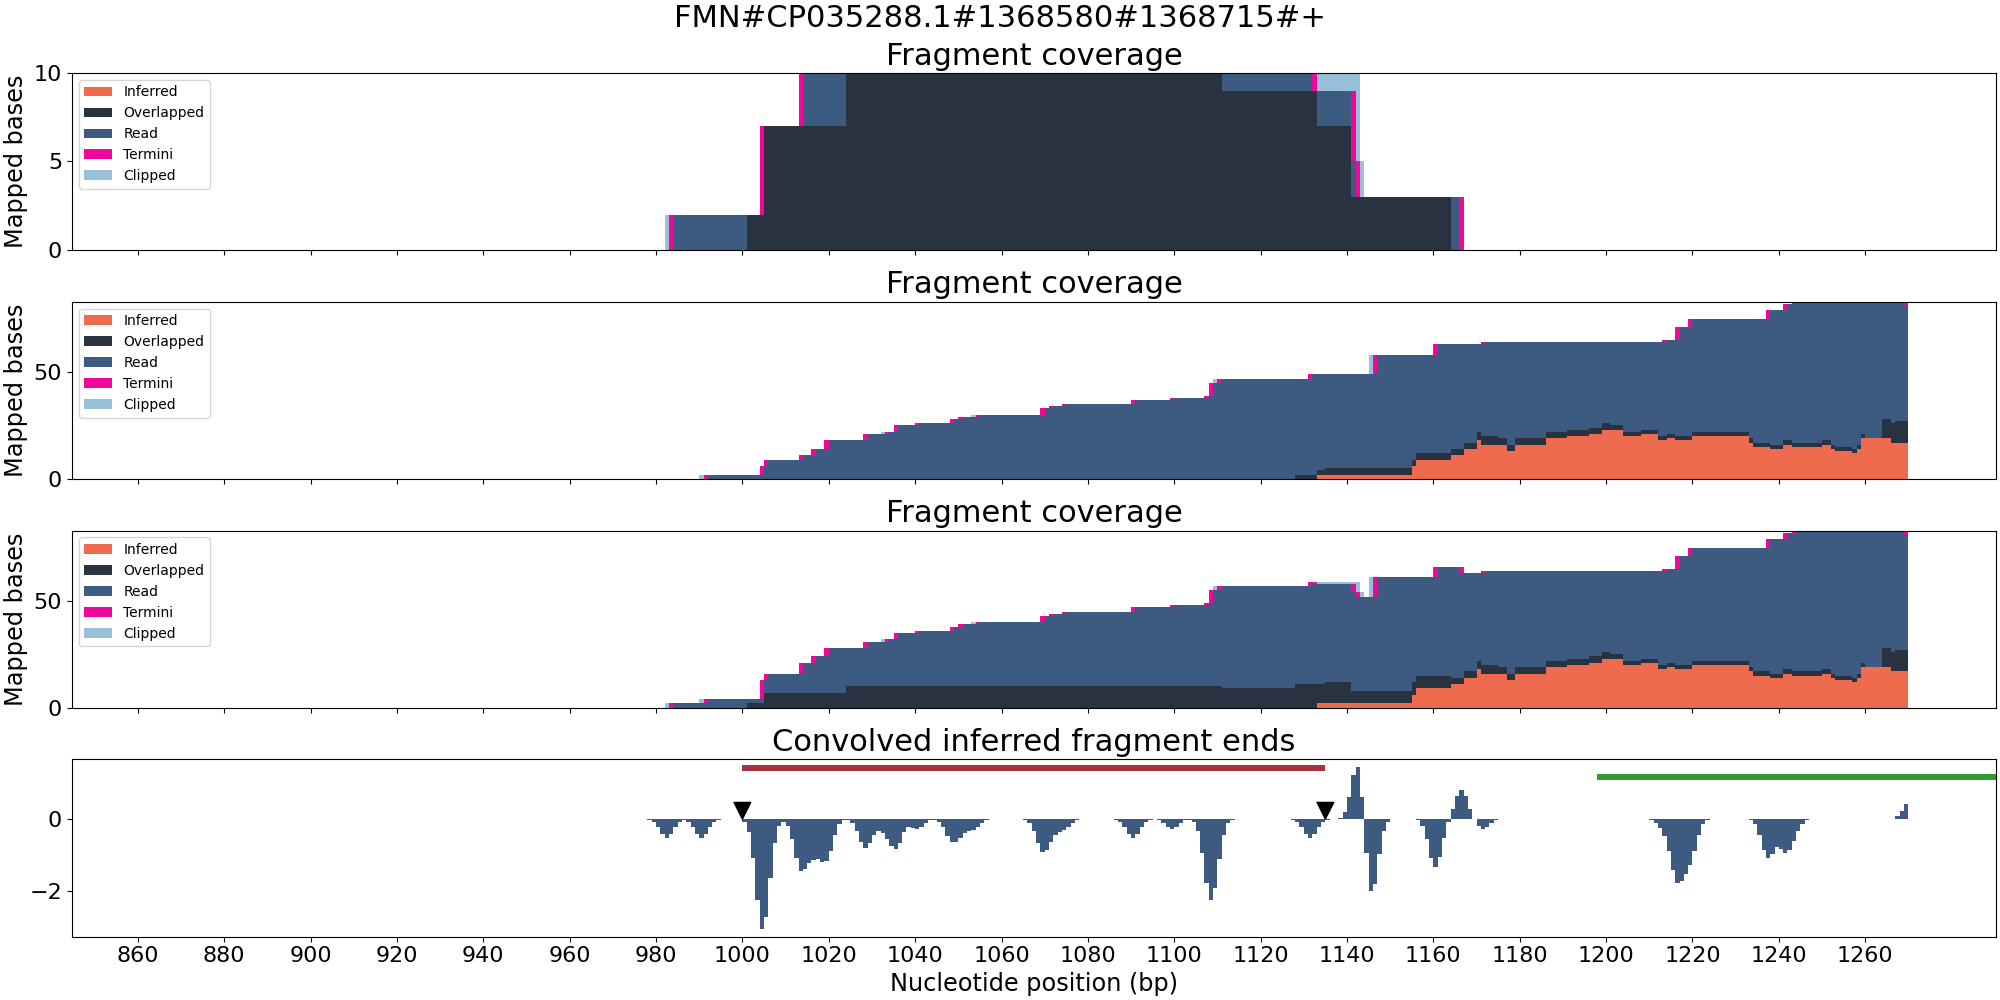 FMN#CP035288.1#1368580#1368715#+
Fragment coverage
Mapped bases
10
5
0
Inferred
Overlapped
Read
Termini
Clipped
860 880 900 920 940 960 980 1000 1020 1040 1060 1080 1100 1120 1140 1160 1180 1200 1220 1240 1260
Fragment coverage
Mapped bases
50
0
Inferred
Overlapped
Read
Termini
Clipped
Fragment coverage
Mapped bases
50
0
Inferred
Overlapped
Read
Termini
Clipped
Convolved inferred fragment ends
0
−2
Nucleotide position (bp)